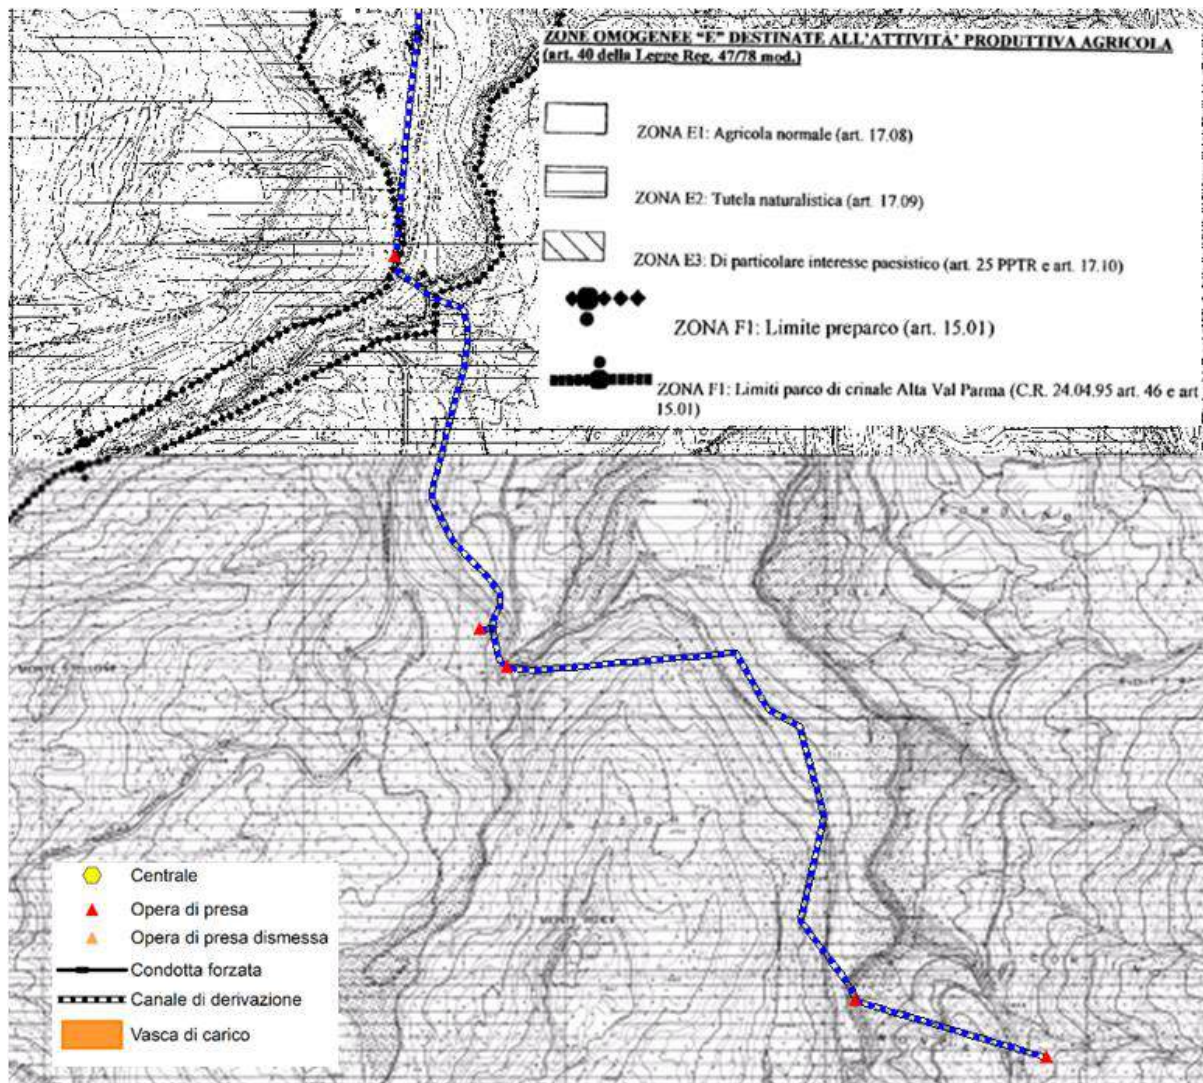 ZONE OMOGENEE "E" DESTINATE ALL'ATTIVITA' PRODUTTIVA AGRICOLA
(art. 40 della Legge Reg. 47/78 mod.)
ZONA E1: Agricola normale (art. 17.08)
ZONA E2: Tutela naturalistica (art. 17.09)
ZONA E3: Di particolare interesse paesistico (art. 25 PPTR e art. 17.10)
ZONA F1: Limite preparco (art. 15.01)
ZONA F1: Limiti parco di crinale Alta Val Parma (C.R. 24.04.95 art. 46 e art
15.01)
Centrale
Opera di presa
Opera di presa dismessa
Condotta forzata
Canale di derivazione
Vasca di carico